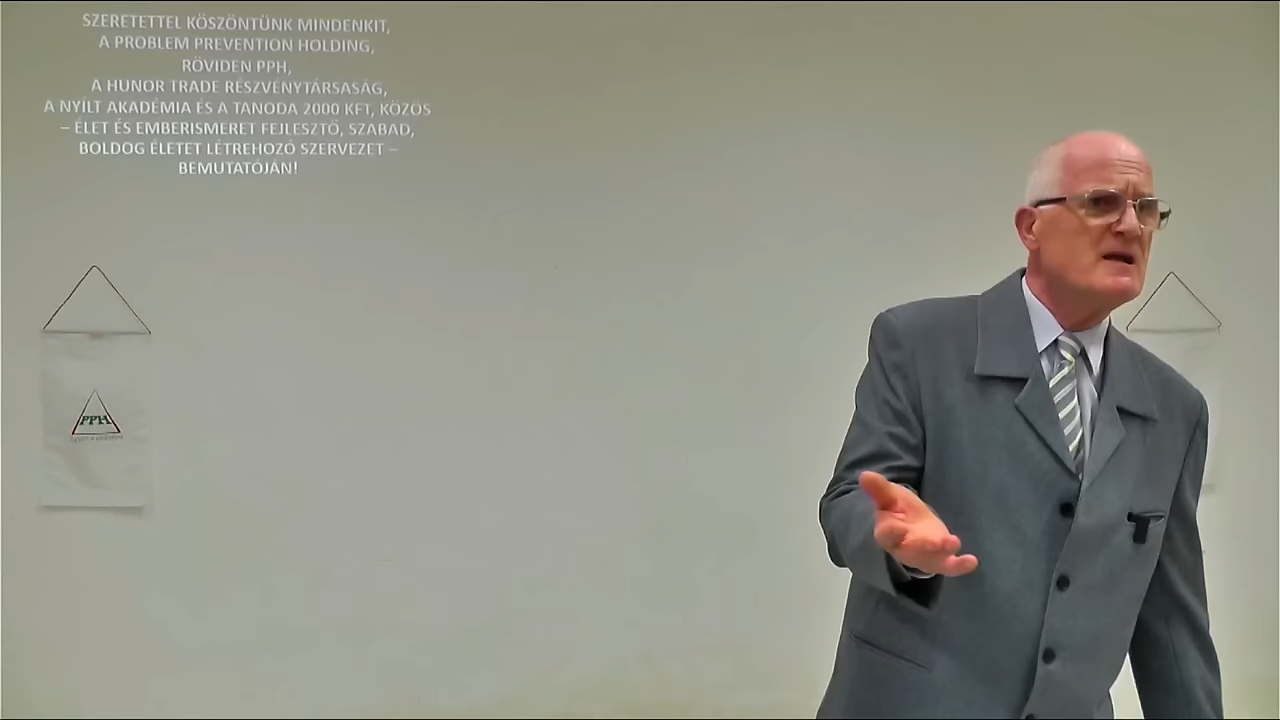 SZERETETTEL KÖSZÖNTÜNK MINDENKIT,
A PROBLEM PREVENTION HOLDING,
RÖVIDEN PPH,
A HUNOR TRADE RÉSZVÉNYTÁRSASÁG,
A NYÍLT AKADÉMIA ÉS A TANODA 2000 KFT, KÖZÖS
– ÉLET ÉS EMBERISMERET FEJLESZTŐ, SZABAD,
BOLDOG ÉLETET LÉTREHOZÓ SZERVEZET –
BEMUTATÓJÁN!
PPH